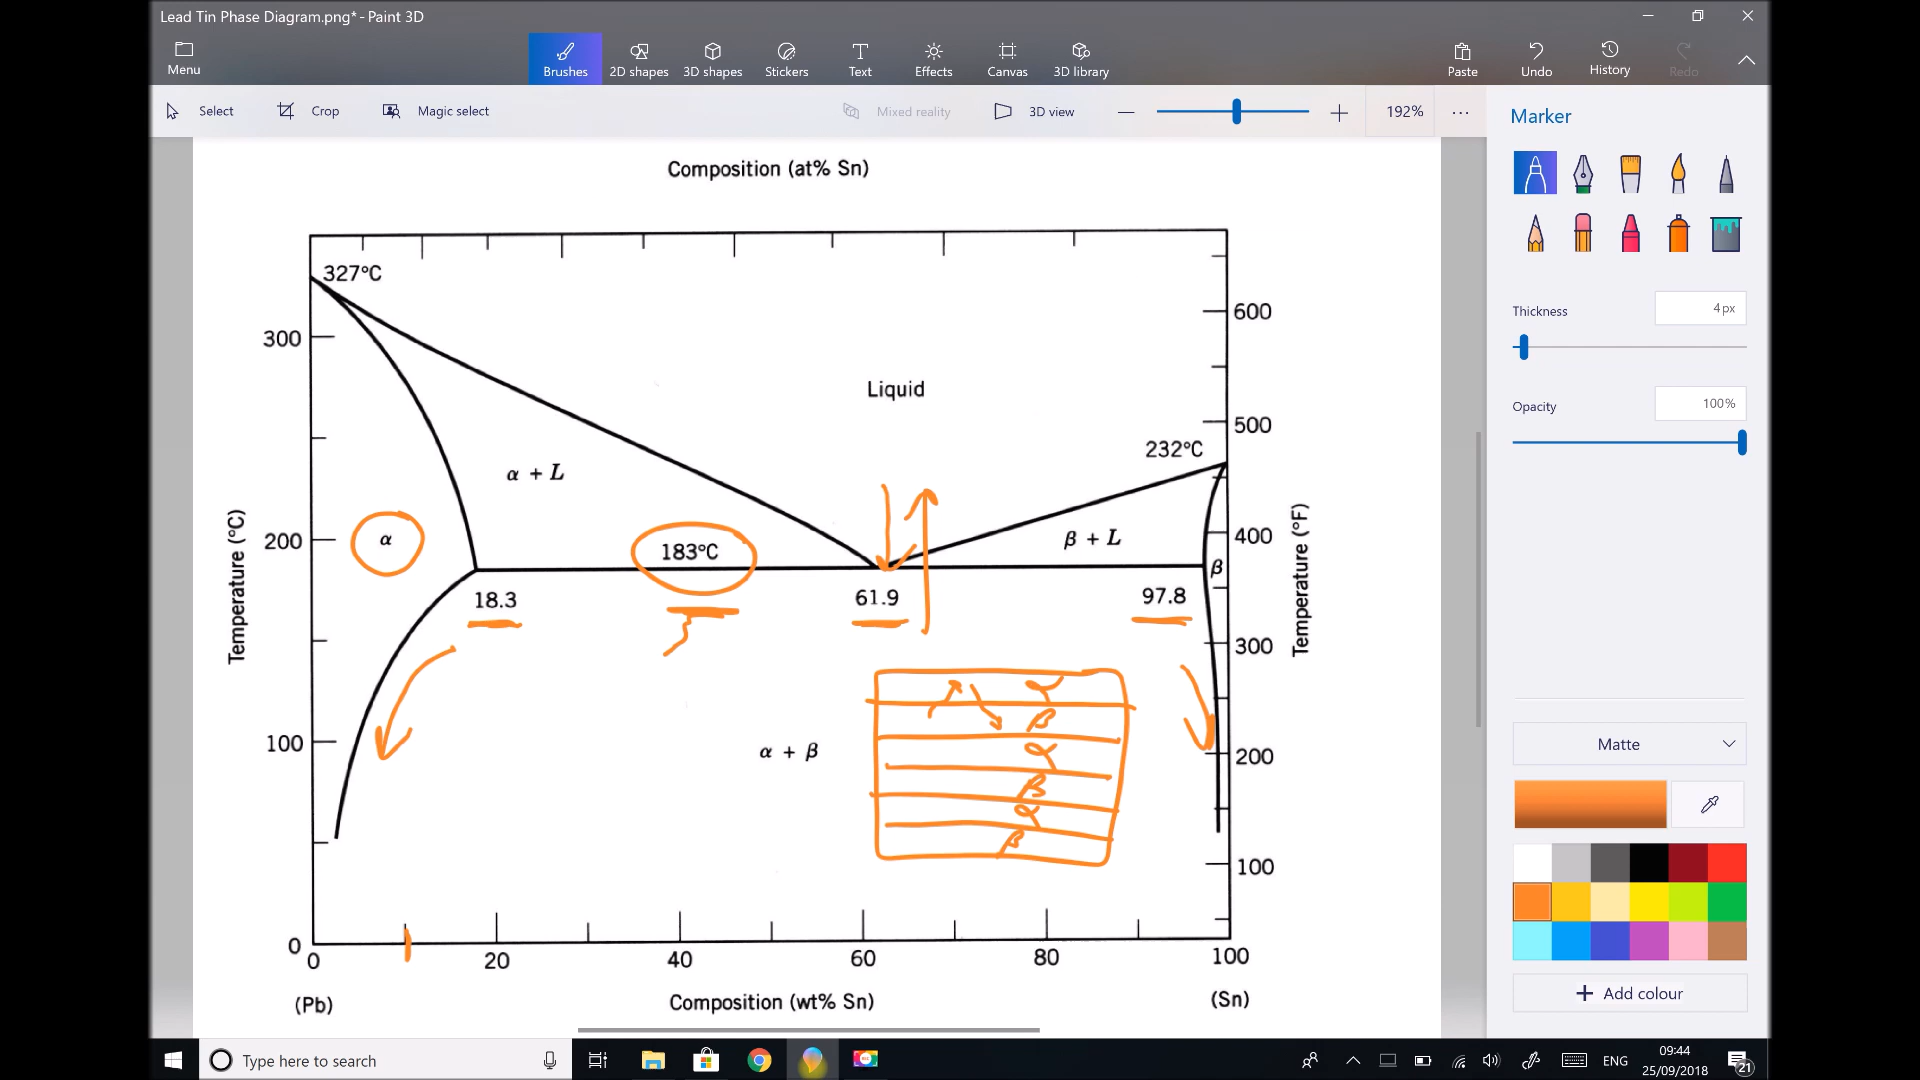 Lead Tin Phase Diagram.png* - Paint 3D
Menu
Brushes
2D shapes
3D shapes
Stickers
Text
Effects
Canvas
3D library
Paste
Undo
History
Redo
Select
Crop
Magic select
Mixed reality
3D view
192%
Marker
Thickness
4px
Opacity
100%
Matte
Add colour
Composition (at% Sn)
327°C
300
600
Liquid
500
232°C
α + L
α
200
183°C
β + L
400
β
18.3
61.9
97.8
300
Temperature (°C)
Temperature (°F)
α
β
α
β
α
β
100
α + β
200
100
0
0
20
40
60
80
100
(Pb)
Composition (wt% Sn)
(Sn)
Type here to search
ENG
09:44
25/09/2018
21